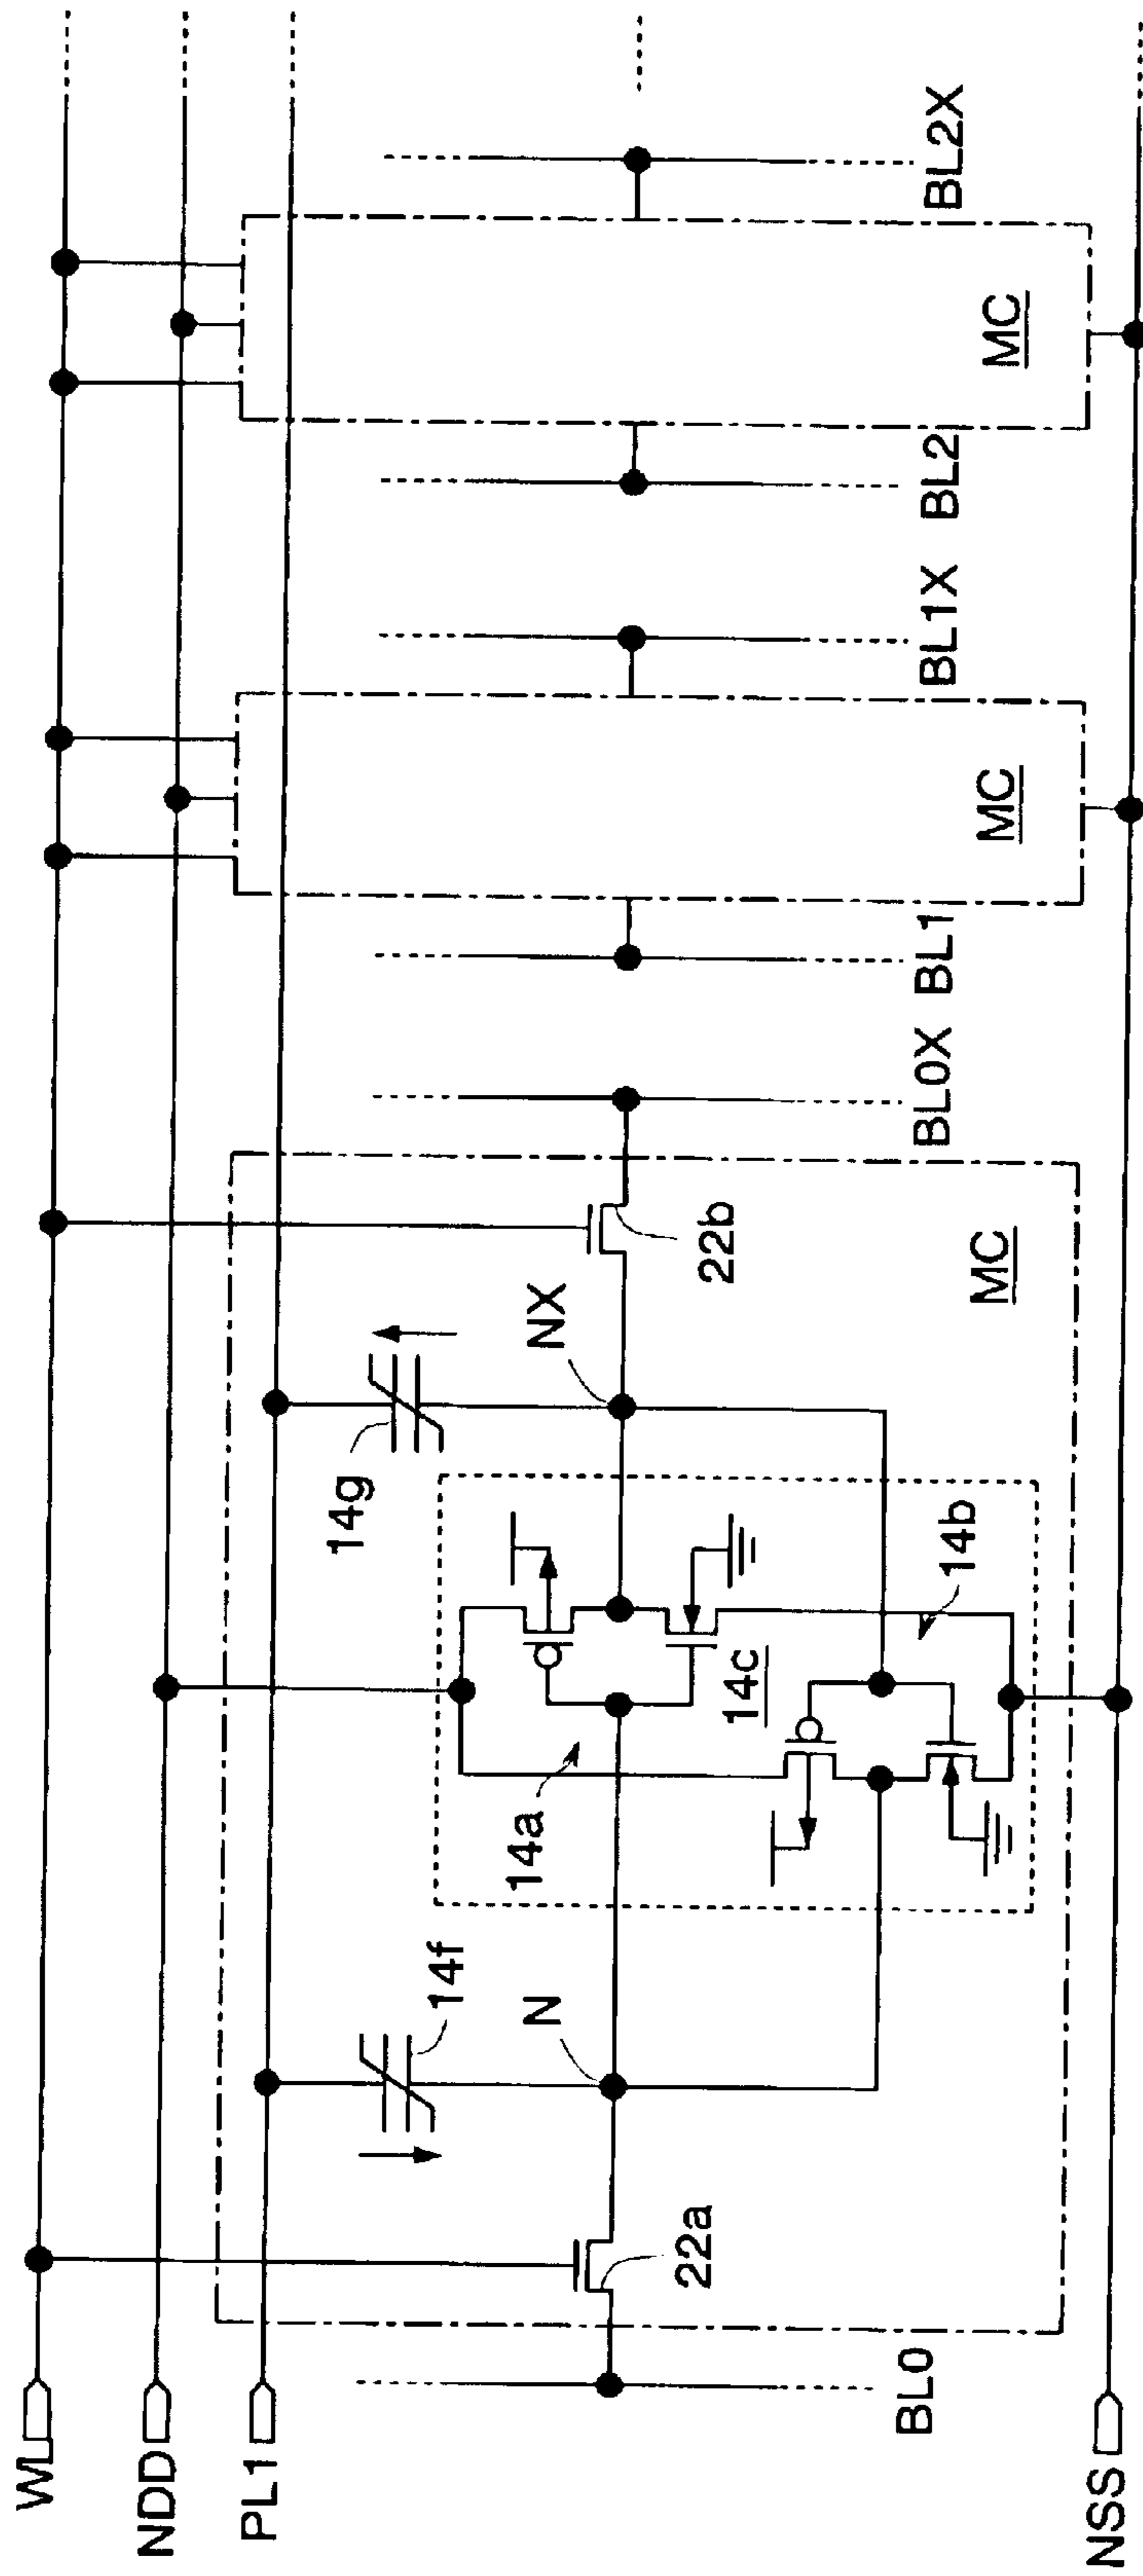 WL
NDD
PL1
NSS
BL0
22a
14f
N
14a
14c
14b
14g
NX
22b
MC
BL0X
BL1
MC
BL1X
BL2
MC
BL2X